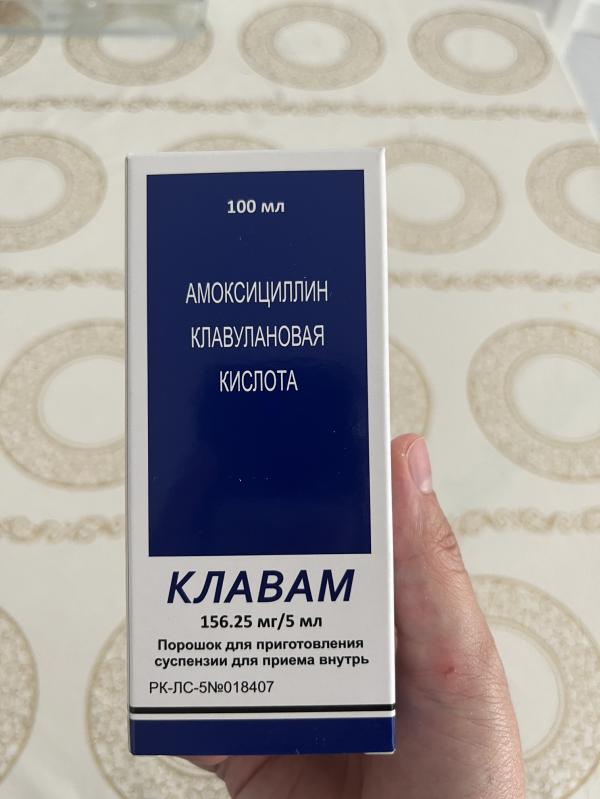 100 мл
АМОКСИЦИЛЛИН
КЛАВУЛАНОВАЯ
КИСЛОТА
КЛАВАМ
156.25 мг/5 мл
Порошок для приготовления
суспензии для приема внутрь
РК-ЛС-5№018407